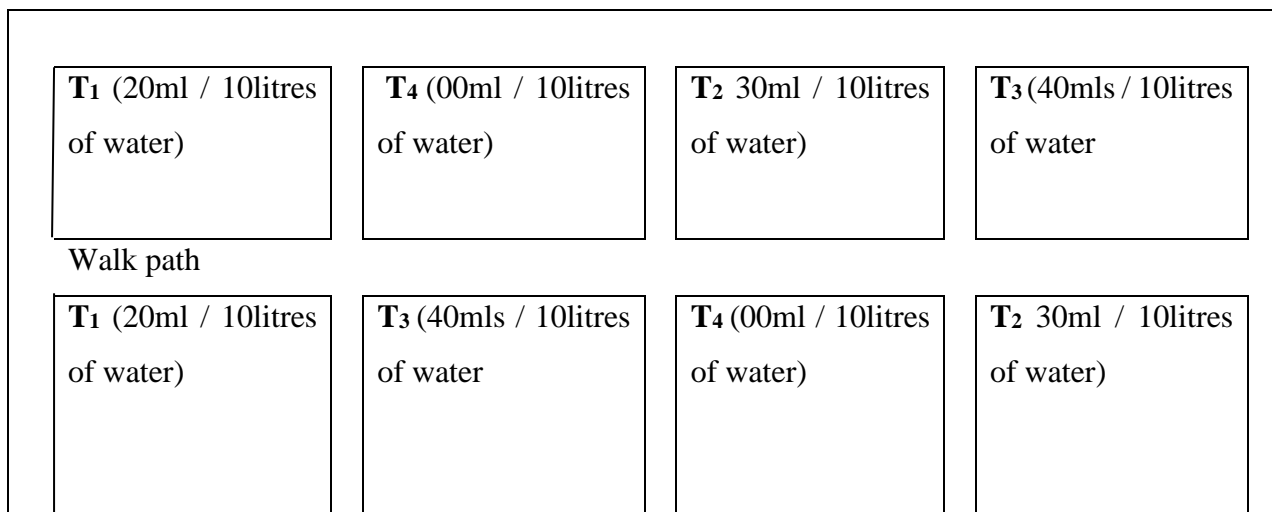 T1 (20ml / 10litres
of water)
T4 (00ml / 10litres
of water)
T2 30ml / 10litres
of water)
T3 (40mls / 10litres
of water
Walk path
T1 (20ml / 10litres
of water)
T3 (40mls / 10litres
of water
T4 (00ml / 10litres
of water)
T2 30ml / 10litres
of water)